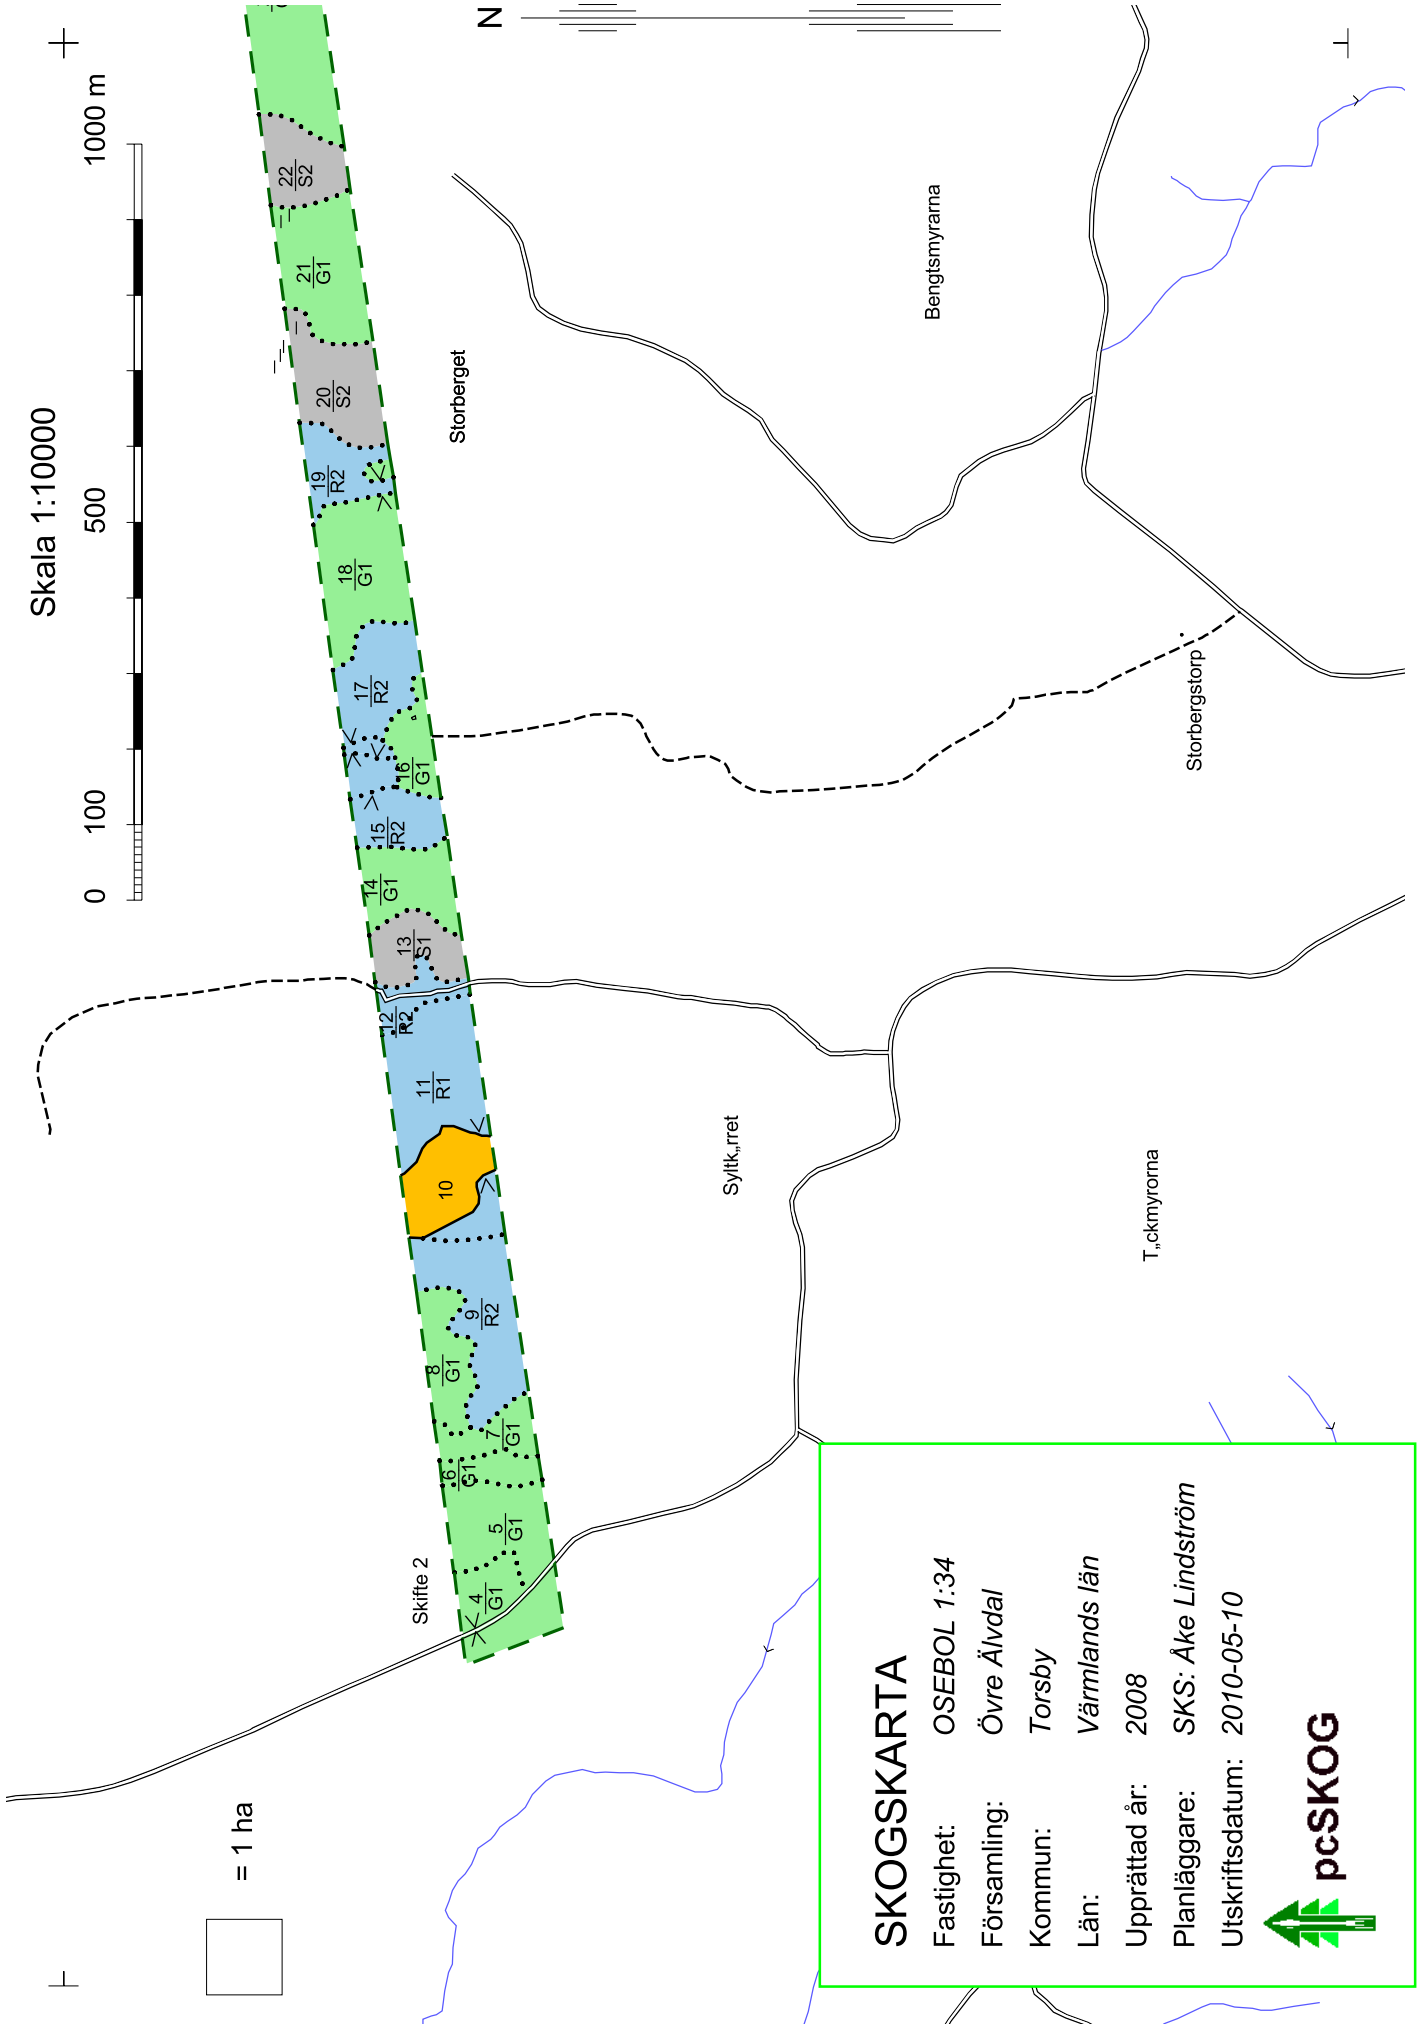 Skala 1:10000
0 100 500 1000 m
N
= 1 ha
Skifte 2
4
G1
5
G1
6
G1
7
G1
8
G1
9
R2
10
11
R1
12
R2
13
S1
14
G1
15
R2
16
G1
17
R2
18
G1
19
R2
20
S2
21
G1
22
S2
Storberget
Bengtsmyrarna
Storbergstorp
Syltk„rret
T„ckmyrorna
SKOGSKARTA
Fastighet: OSEBOL 1:34
Församling: Övre Älvdal
Kommun: Torsby
Län: Värmlands län
Upprättad år: 2008
Planläggare: SKS: Åke Lindström
Utskriftsdatum: 2010-05-10
pcSKOG